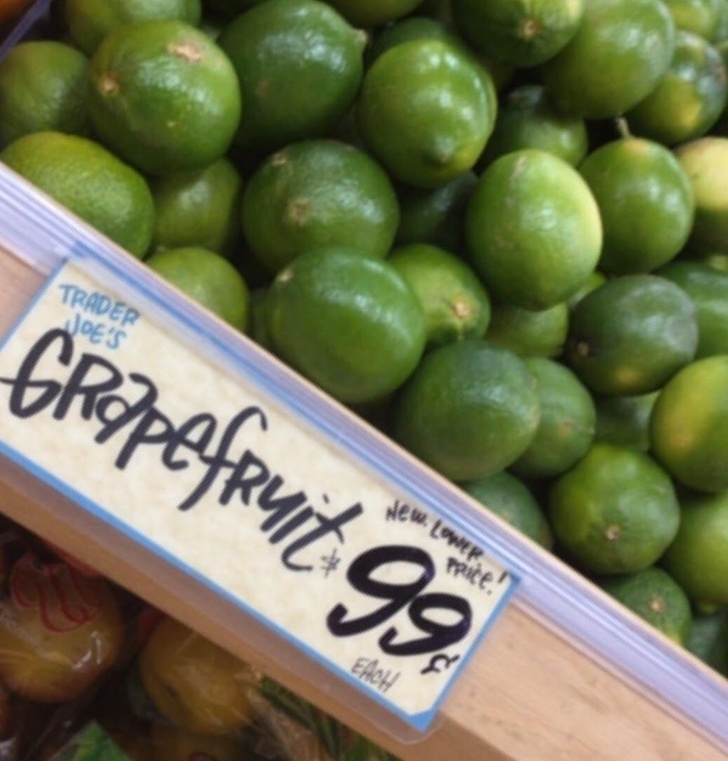 TRADER
JOE'S
GRapefRuit
New. LOWER
PRICE!
$99¢
EACH